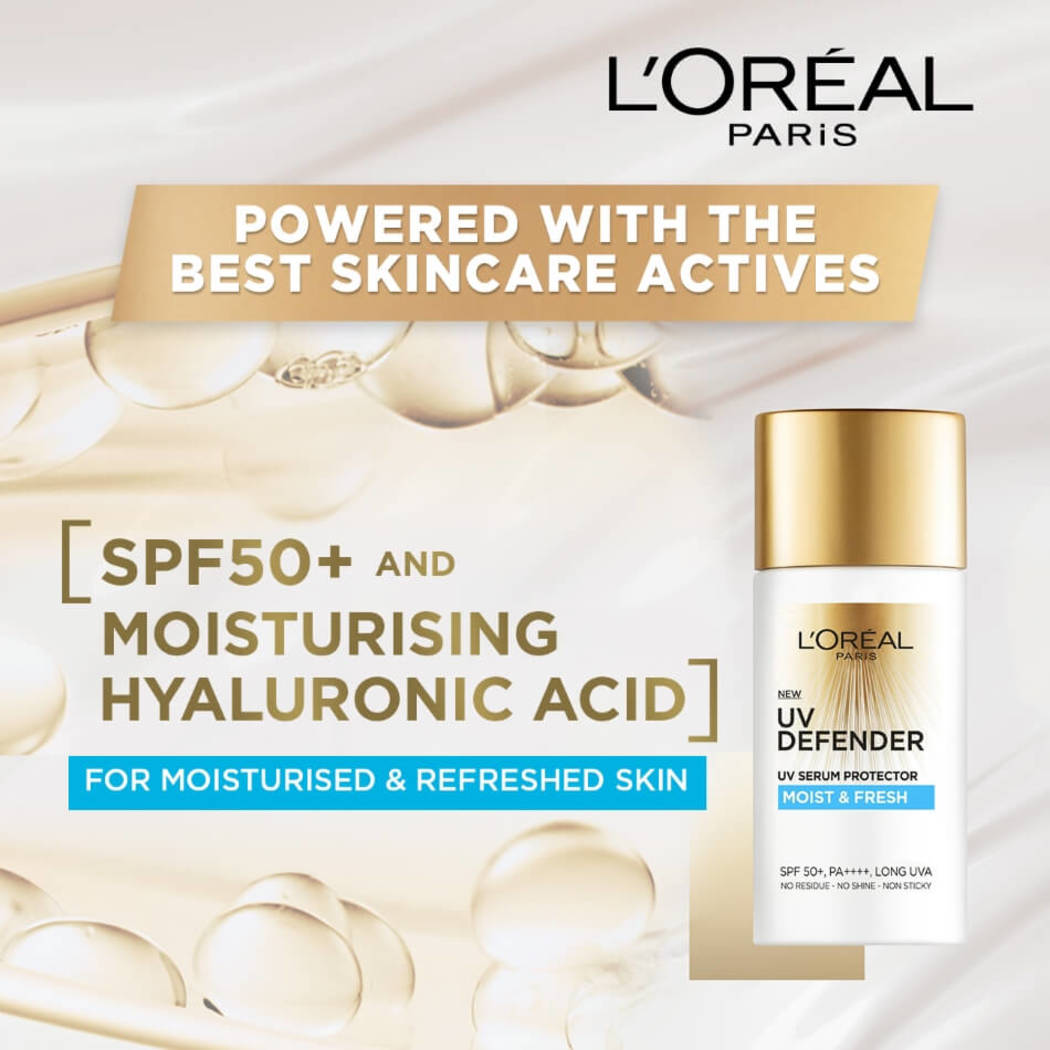 L'ORÉAL
PARiS
POWERED WITH THE
BEST SKINCARE ACTIVES
[SPF50+ AND
MOISTURISING
HYALURONIC ACID]
FOR MOISTURISED & REFRESHED SKIN
L'ORÉAL
PARiS
NEW
UV
DEFENDER
UV SERUM PROTECTOR
MOIST & FRESH
SPF 50+, PA++++, LONG UVA
NO RESIDUE - NO SHINE - NON STICKY